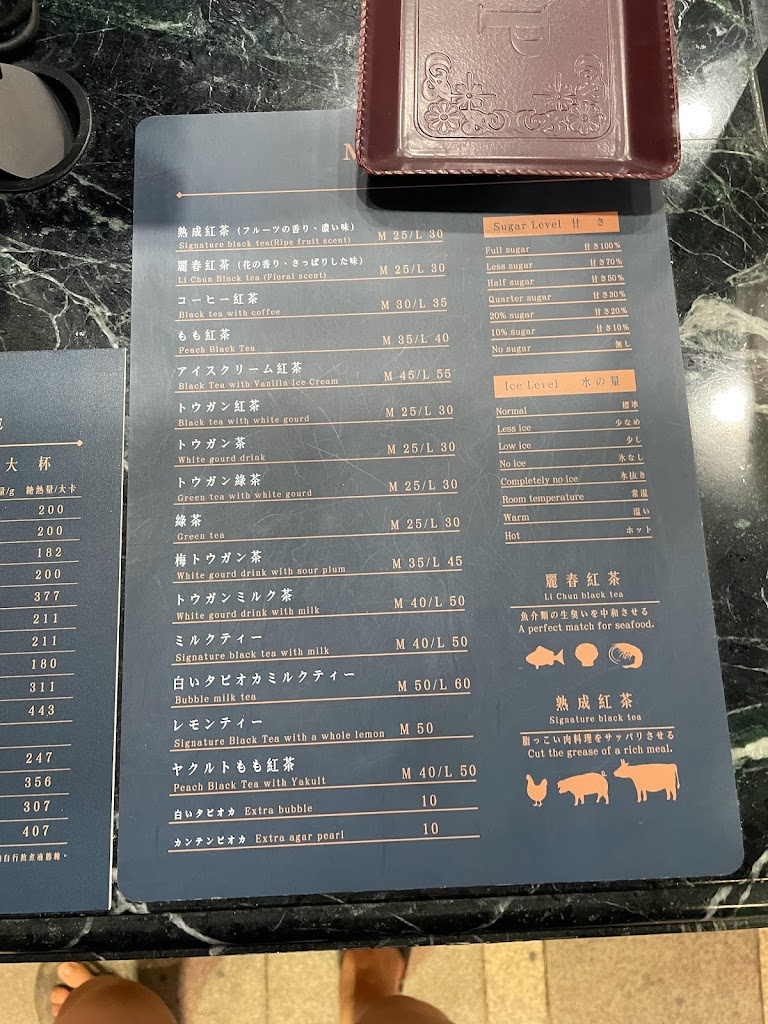 P
熟成紅茶 (フルーツの香り、濃い味)
Signature black tea(Ripe fruit scent) M 25/L 30
麗春紅茶 (花の香り、さっぱりした味)
Li Chun Black tea (Floral scent) M 25/L 30
コーヒー紅茶
Black tea with coffee M 30/L 35
もも紅茶
Peach Black Tea M 35/L 40
アイスクリーム紅茶
Black Tea with Vanilla Ice Cream M 45/L 55
トウガン紅茶
Black tea with white gourd M 25/L 30
トウガン茶
White gourd drink M 25/L 30
トウガン緑茶
Green tea with white gourd M 25/L 30
緑茶
Green tea M 25/L 30
梅トウガン茶
White gourd drink with sour plum M 35/L 45
トウガンミルク茶
White gourd drink with milk M 40/L 50
ミルクティー
Signature black tea with milk M 40/L 50
白いタピオカミルクティー
Bubble milk tea M 50/L 60
レモンティー
Signature Black Tea with a whole lemon M 50
ヤクルトもも紅茶
Peach Black Tea with Yakult M 40/L 50
白いタピオカ Extra bubble 10
カンテンピオカ Extra agar pearl 10
Sugar Level 甘 さ
Full sugar 甘さ100%
Less sugar 甘さ70%
Half sugar 甘さ50%
Quarter sugar 甘さ30%
20% sugar 甘さ20%
10% sugar 甘さ10%
No sugar 無し
Ice Level 氷の量
Normal 標準
Less ice 少なめ
Low ice 少し
No ice 氷なし
Completely no ice 氷抜き
Room temperature 常温
Warm 温い
Hot ホット
麗春紅茶
Li Chun black tea
魚介類の生臭いを中和させる
A perfect match for seafood.
熟成紅茶
Signature black tea
脂っこい肉料理をサッパリさせる
Cut the grease of a rich meal.
大 杯
量/g 糖熱量/大卡
200
200
182
200
377
211
211
180
311
443
247
356
307
407